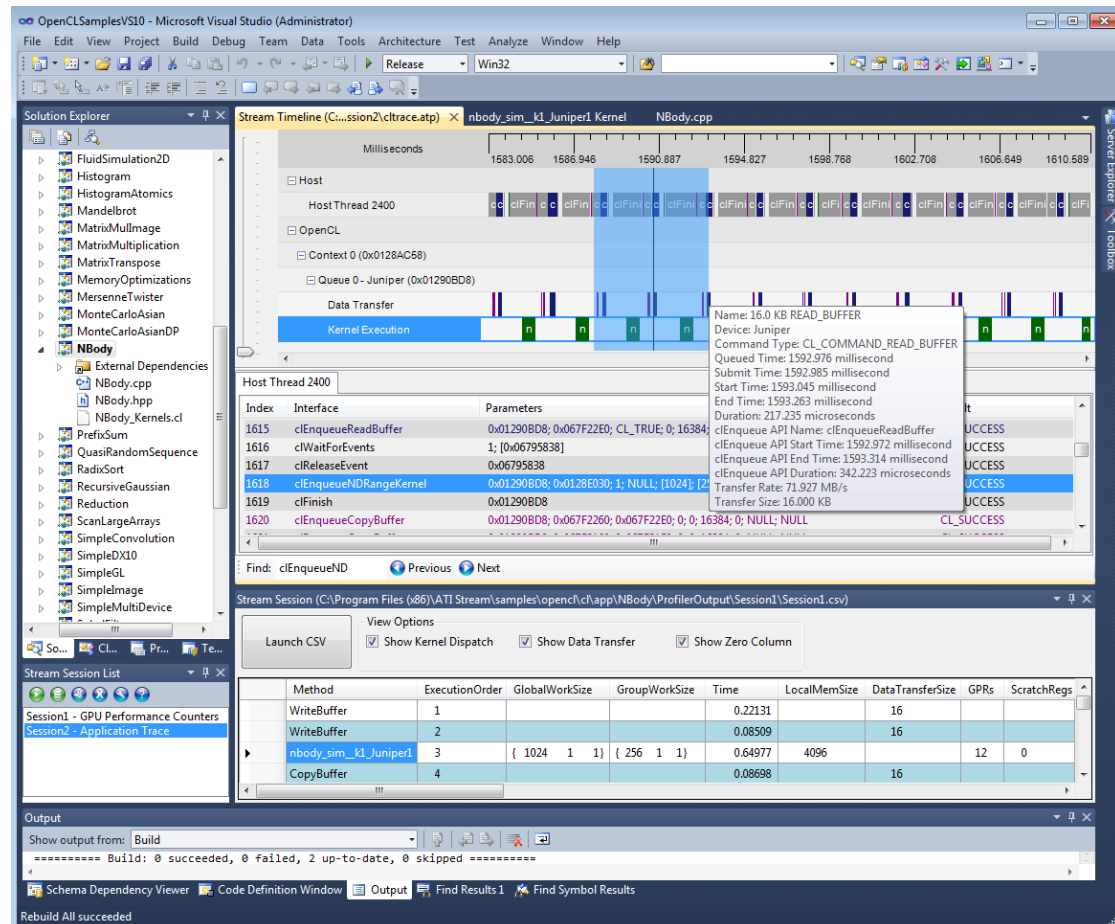 OpenCLSamplesVS10 - Microsoft Visual Studio (Administrator)
File Edit View Project Build Debug Team Data Tools Architecture Test Analyze Window Help
Release Win32
Solution Explorer
FluidSimulation2D
Histogram
HistogramAtomics
Mandelbrot
MatrixMulImage
MatrixMultiplication
MatrixTranspose
MemoryOptimizations
MersenneTwister
MonteCarloAsian
MonteCarloAsianDP
NBody
External Dependencies
NBody.cpp
NBody.hpp
NBody_Kernels.cl
PrefixSum
QuasiRandomSequence
RadixSort
RecursiveGaussian
Reduction
ScanLargeArrays
SimpleConvolution
SimpleDX10
SimpleGL
SimpleImage
SimpleMultiDevice
So... Cl... Pr... Te...
Stream Session List
Session1 - GPU Performance Counters
Session2 - Application Trace
Stream Timeline (C:...ssion2\cltrace.atp) nbody_sim__k1_Juniper1 Kernel NBody.cpp
Milliseconds
1583.006 1586.946 1590.887 1594.827 1598.768 1602.708 1606.649 1610.589
Host
Host Thread 2400
OpenCL
Context 0 (0x0128AC58)
Queue 0 - Juniper (0x01290BD8)
Data Transfer
Kernel Execution n n n n n n n
Name: 16.0 KB READ_BUFFER
Device: Juniper
Command Type: CL_COMMAND_READ_BUFFER
Queued Time: 1592.976 millisecond
Submit Time: 1592.985 millisecond
Start Time: 1593.045 millisecond
End Time: 1593.263 millisecond
Duration: 217.235 microseconds
clEnqueue API Name: clEnqueueReadBuffer
clEnqueue API Start Time: 1592.972 millisecond
clEnqueue API End Time: 1593.314 millisecond
clEnqueue API Duration: 342.223 microseconds
Transfer Rate: 71.927 MB/s
Transfer Size: 16.000 KB
Host Thread 2400
Index Interface Parameters lt
1615 clEnqueueReadBuffer 0x01290BD8; 0x067F22E0; CL_TRUE; 0; 16384; UCCESS
1616 clWaitForEvents 1; [0x06795838] UCCESS
1617 clReleaseEvent 0x06795838 UCCESS
1618 clEnqueueNDRangeKernel 0x01290BD8; 0x0128E030; 1; NULL; [1024]; [25 UCCESS
1619 clFinish 0x01290BD8 UCCESS
1620 clEnqueueCopyBuffer 0x01290BD8; 0x067F2260; 0x067F22E0; 0; 0; 16384; 0; NULL; NULL CL_SUCCESS
Find: clEnqueueND Previous Next
Stream Session (C:\Program Files (x86)\ATI Stream\samples\opencl\cl\app\NBody\ProfilerOutput\Session1\Session1.csv)
Launch CSV
View Options
Show Kernel Dispatch Show Data Transfer Show Zero Column
Method ExecutionOrder GlobalWorkSize GroupWorkSize Time LocalMemSize DataTransferSize GPRs ScratchRegs
WriteBuffer 1 0.22131 16
WriteBuffer 2 0.08509 16
nbody_sim__k1_Juniper1 3 { 1024 1 1} { 256 1 1} 0.64977 4096 12 0
CopyBuffer 4 0.08698 16
Server Explorer
Toolbox
Output
Show output from: Build
========== Build: 0 succeeded, 0 failed, 2 up-to-date, 0 skipped ==========
Schema Dependency Viewer Code Definition Window Output Find Results 1 Find Symbol Results
Rebuild All succeeded